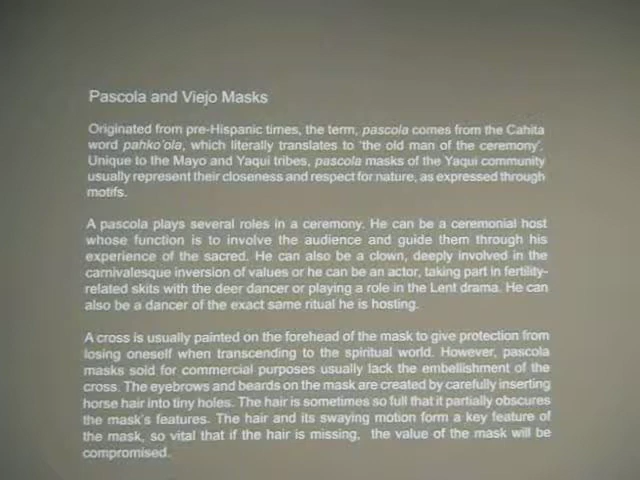 Pascola and Viejo Masks
Originated from pre-Hispanic times, the term, pascola comes from the Cahita
word pahko'ola, which literally translates to 'the old man of the ceremony'.
Unique to the Mayo and Yaqui tribes, pascola masks of the Yaqui community
usually represent their closeness and respect for nature, as expressed through
motifs.
A pascola plays several roles in a ceremony. He can be a ceremonial host
whose function is to involve the audience and guide them through his
experience of the sacred. He can also be a clown, deeply involved in the
carnivalesque inversion of values or he can be an actor, taking part in fertility-
related skits with the deer dancer or playing a role in the Lent drama. He can
also be a dancer of the exact same ritual he is hosting.
A cross is usually painted on the forehead of the mask to give protection from
losing oneself when transcending to the spiritual world. However, pascola
masks sold for commercial purposes usually lack the embellishment of the
cross. The eyebrows and beards on the mask are created by carefully inserting
horse hair into tiny holes. The hair is sometimes so full that it partially obscures
the mask's features. The hair and its swaying motion form a key feature of
the mask, so vital that if the hair is missing, the value of the mask will be
compromised.